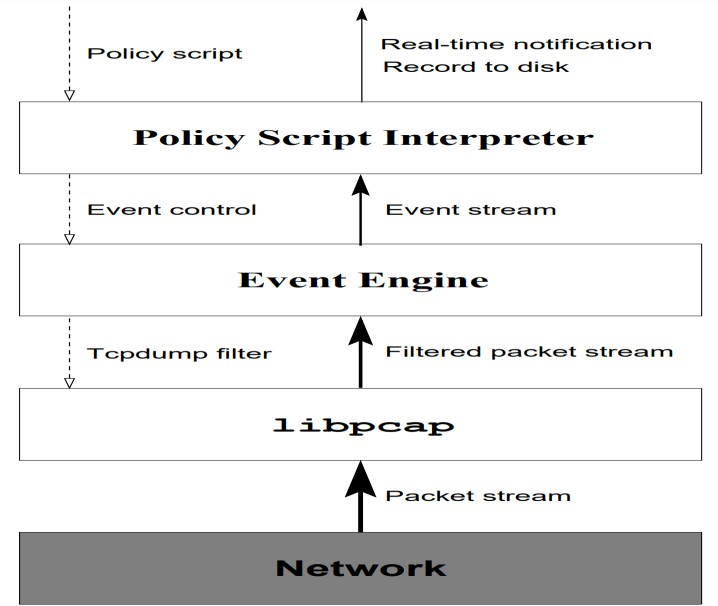 Policy script
Real-time notification
Record to disk
Policy Script Interpreter
Event control
Event stream
Event Engine
Tcpdump filter
Filtered packet stream
libpcap
Packet stream
Network